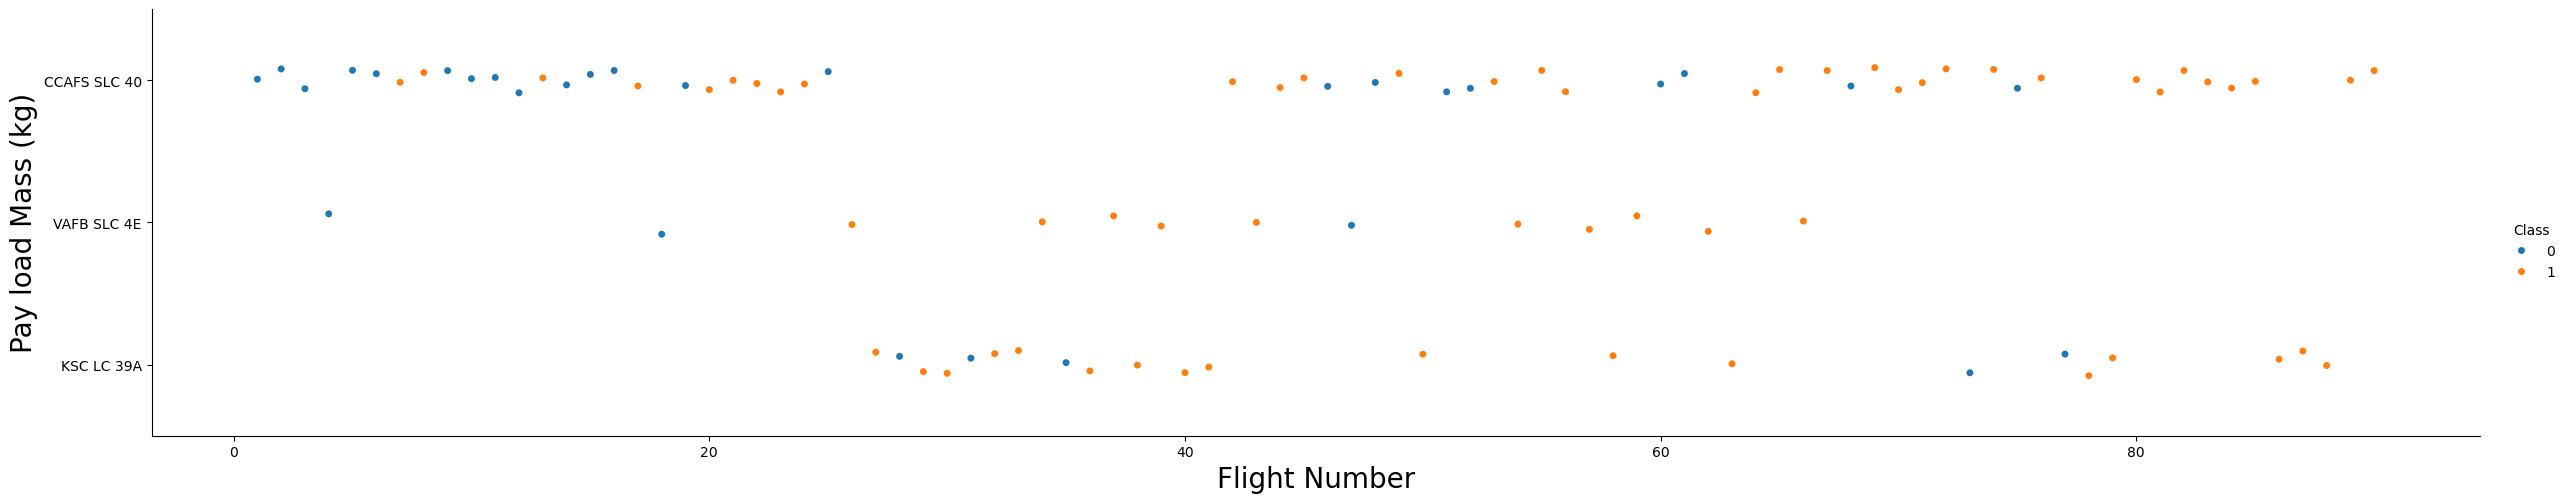 Pay load Mass (kg)
CCAFS SLC 40
VAFB SLC 4E
KSC LC 39A
0
20
40
60
80
Flight Number
Class
0
1